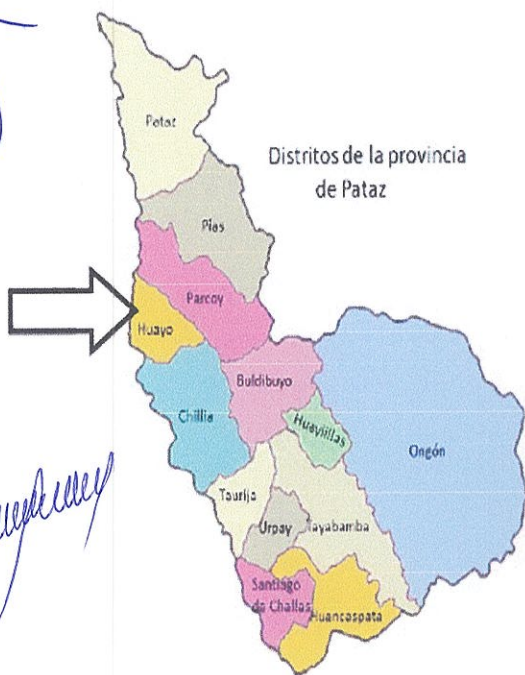 Pataz
Distritos de la provincia
de Pataz
Pias
Parcoy
Huayo
Buldibuyo
Chillia
Huaylillas
Ongón
Taurija
Urpay
Tayabamba
Santiago
de Challas
Huancaspata